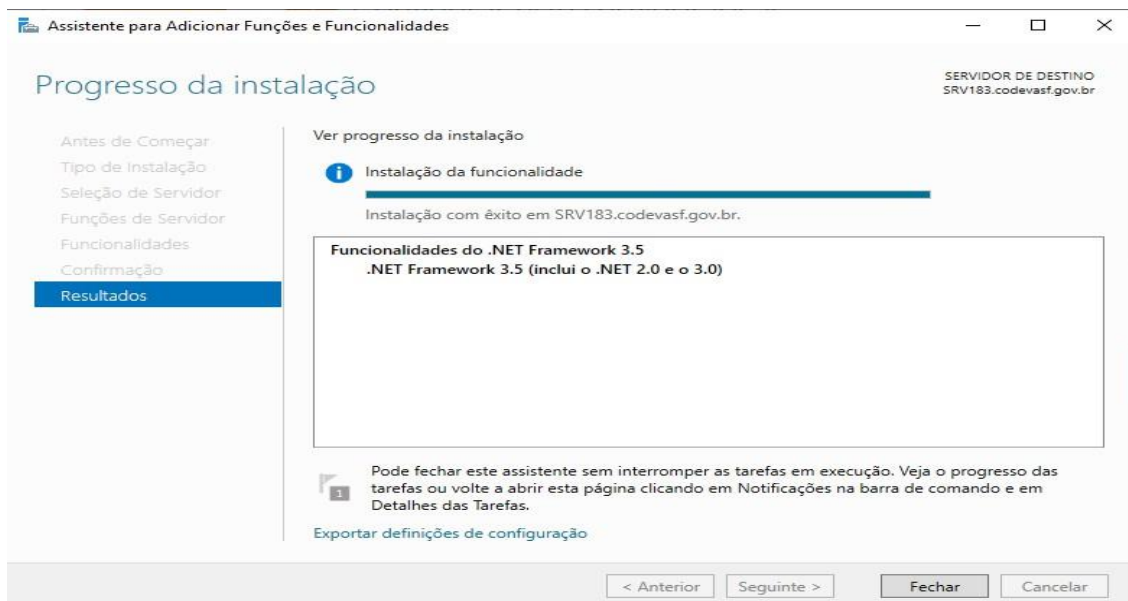 Assistente para Adicionar Funções e Funcionalidades
Progresso da instalação
SERVIDOR DE DESTINO
SRV183.codevasf.gov.br
Antes de Começar
Tipo de Instalação
Seleção de Servidor
Funções de Servidor
Funcionalidades
Confirmação
Resultados
Ver progresso da instalação
Instalação da funcionalidade
Instalação com êxito em SRV183.codevasf.gov.br.
Funcionalidades do .NET Framework 3.5
.NET Framework 3.5 (inclui o .NET 2.0 e o 3.0)
1
Pode fechar este assistente sem interromper as tarefas em execução. Veja o progresso das
tarefas ou volte a abrir esta página clicando em Notificações na barra de comando e em
Detalhes das Tarefas.
Exportar definições de configuração
< Anterior
Seguinte >
Fechar
Cancelar